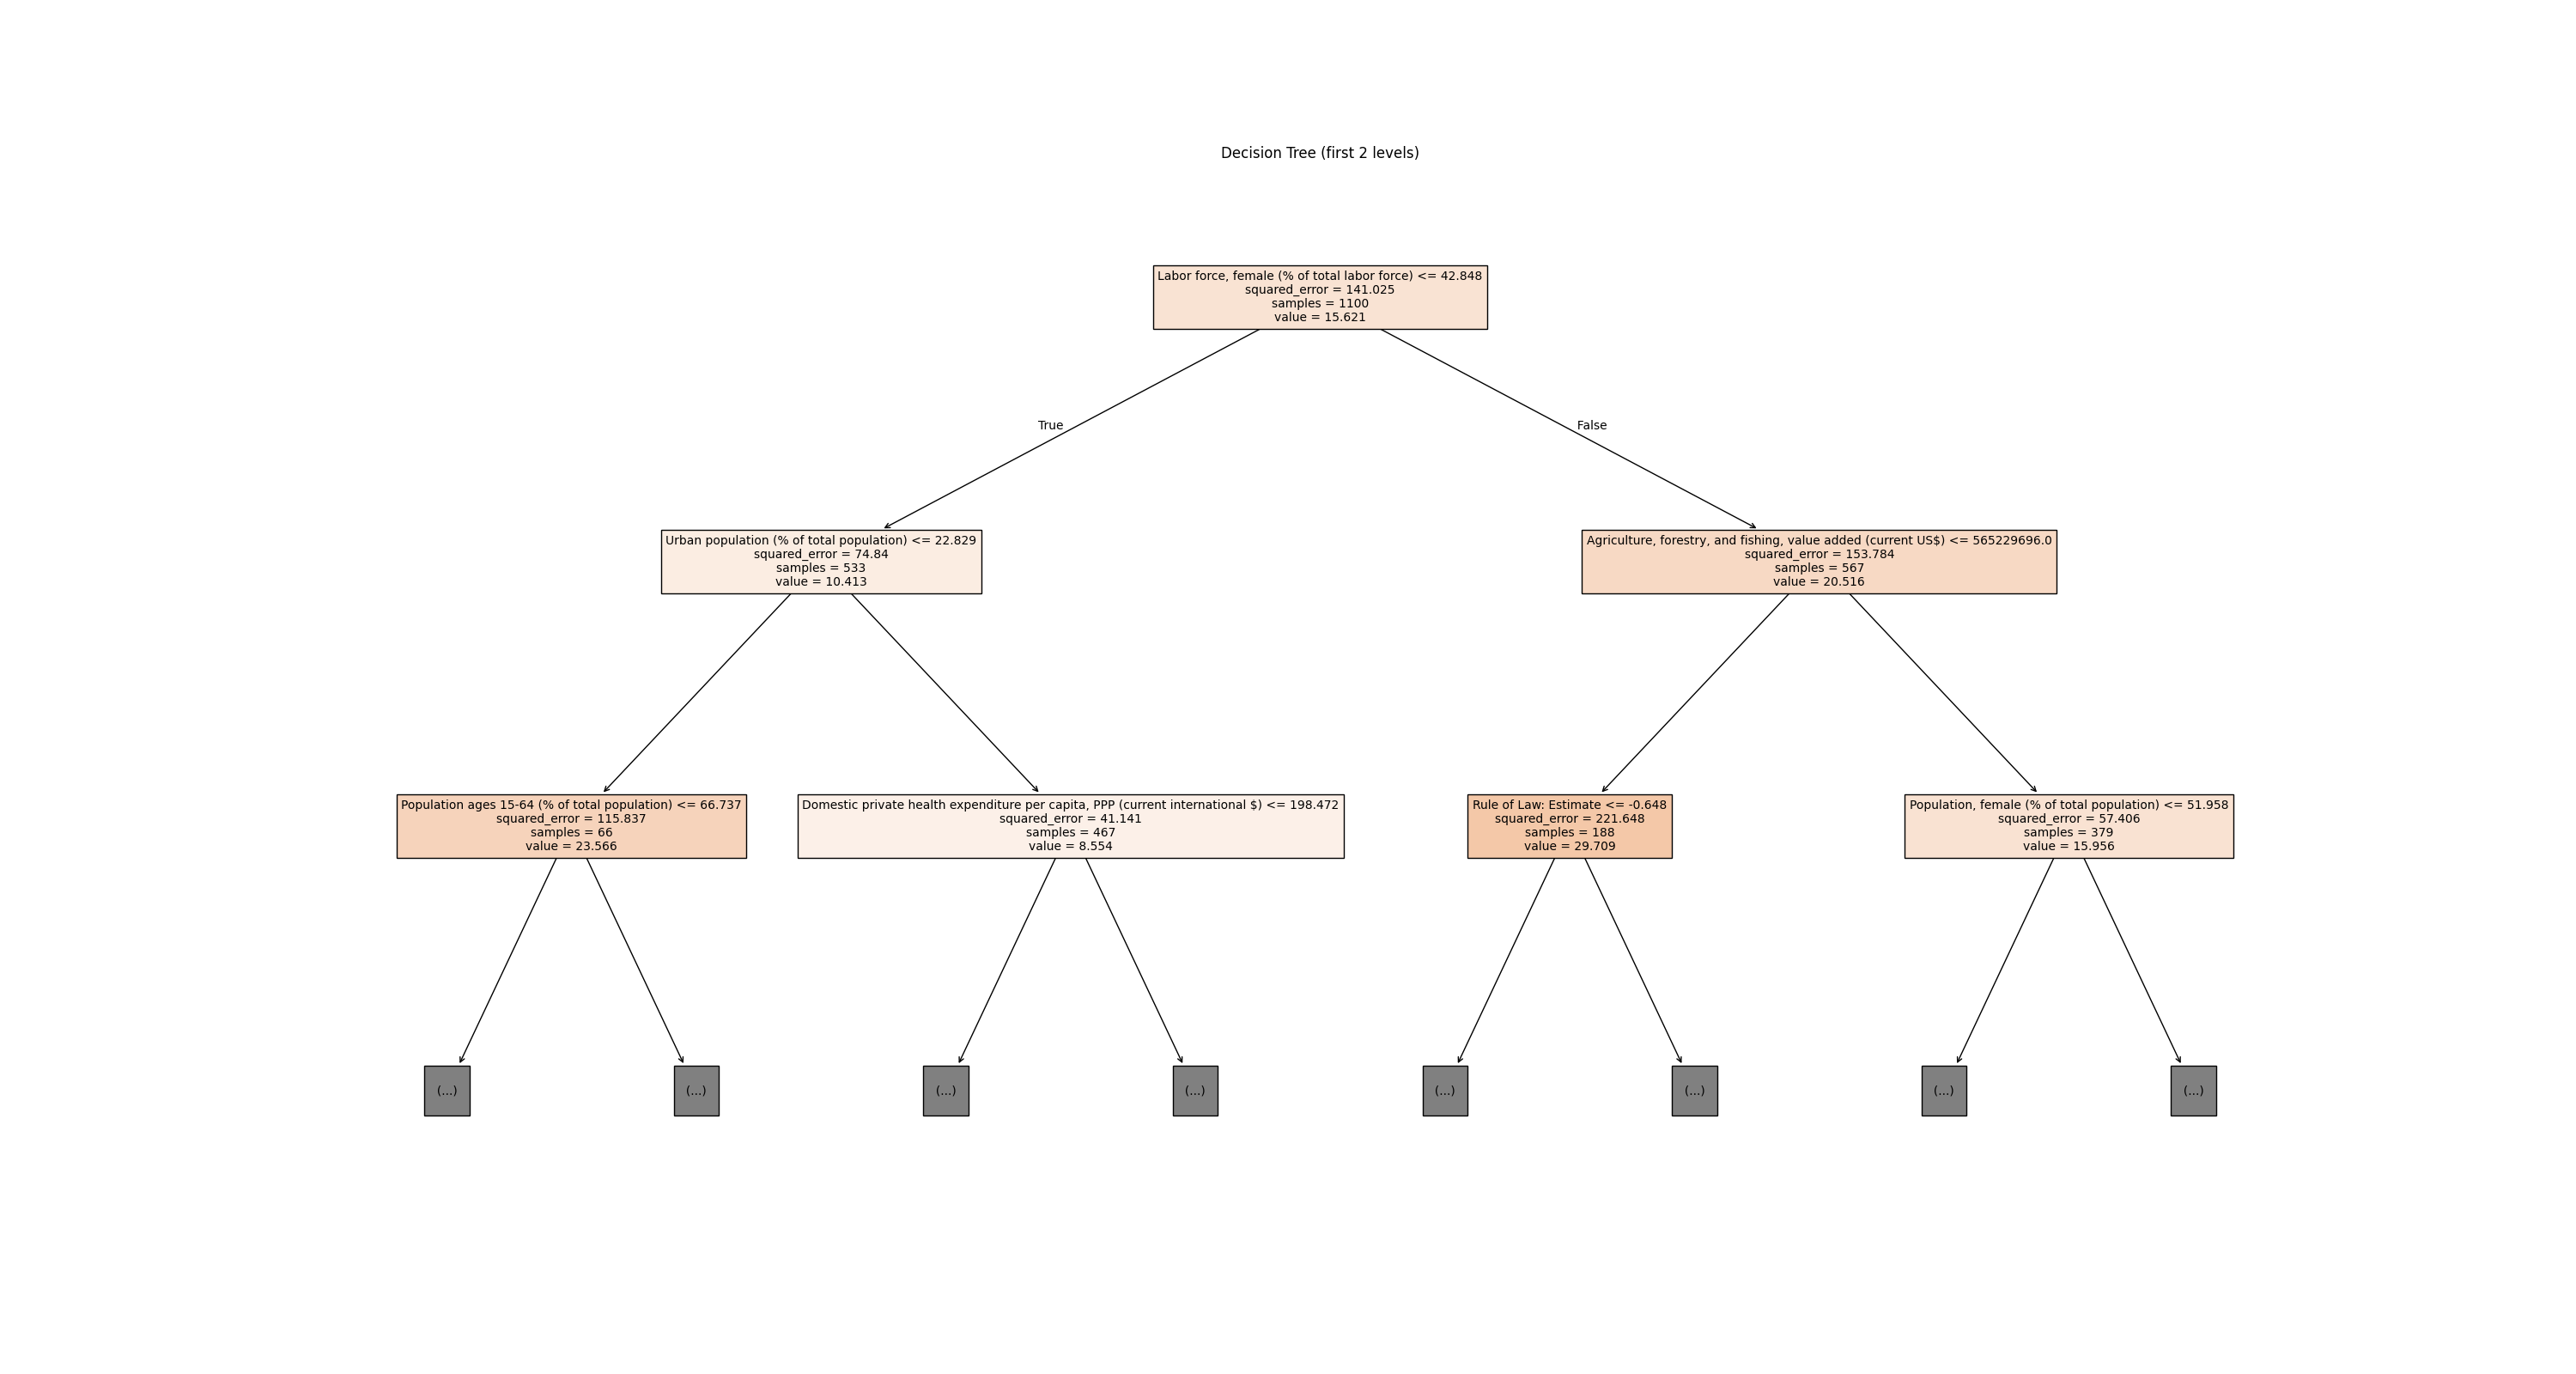 Decision Tree (first 2 levels)
Labor force, female (% of total labor force) <= 42.848
squared_error = 141.025
samples = 1100
value = 15.621
True
False
Urban population (% of total population) <= 22.829
squared_error = 74.84
samples = 533
value = 10.413
Agriculture, forestry, and fishing, value added (current US$) <= 565229696.0
squared_error = 153.784
samples = 567
value = 20.516
Population ages 15-64 (% of total population) <= 66.737
squared_error = 115.837
samples = 66
value = 23.566
Domestic private health expenditure per capita, PPP (current international $) <= 198.472
squared_error = 41.141
samples = 467
value = 8.554
Rule of Law: Estimate <= -0.648
squared_error = 221.648
samples = 188
value = 29.709
Population, female (% of total population) <= 51.958
squared_error = 57.406
samples = 379
value = 15.956
(...)
(...)
(...)
(...)
(...)
(...)
(...)
(...)